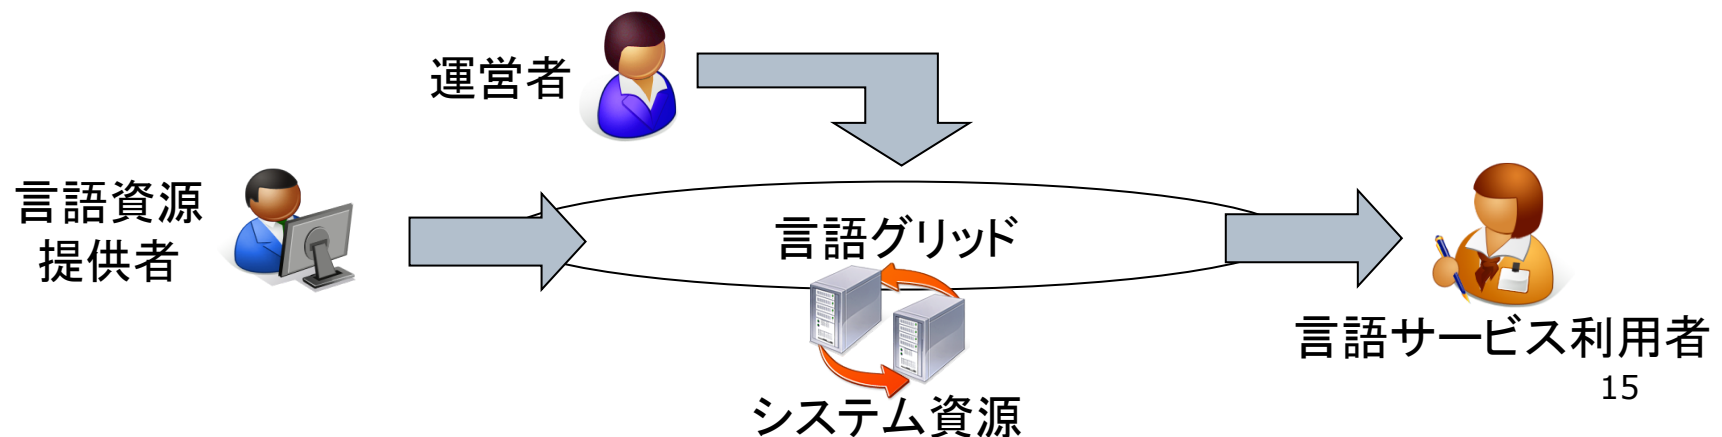 運営者
言語資源
提供者
言語グリッド
言語サービス利用者
15
システム資源